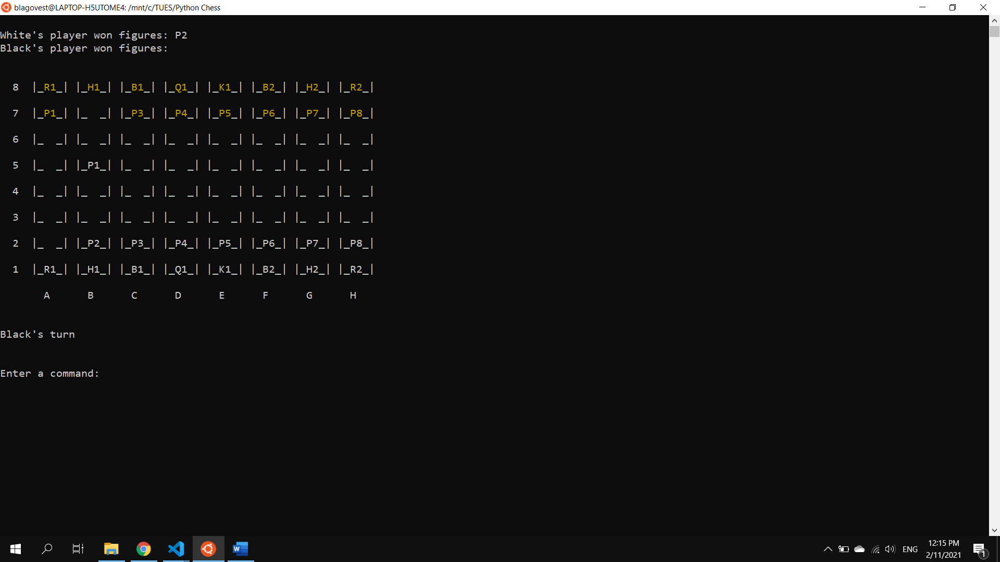 blagovest@LAPTOP-H5UTOME4: /mnt/c/TUES/Python Chess
White's player won figures: P2
Black's player won figures:
8 |_R1_| |_H1_| |_B1_| |_Q1_| |_K1_| |_B2_| |_H2_| |_R2_|
7 |_P1_| |_  _| |_P3_| |_P4_| |_P5_| |_P6_| |_P7_| |_P8_|
6 |_  _| |_  _| |_  _| |_  _| |_  _| |_  _| |_  _| |_  _|
5 |_  _| |_P1_| |_  _| |_  _| |_  _| |_  _| |_  _| |_  _|
4 |_  _| |_  _| |_  _| |_  _| |_  _| |_  _| |_  _| |_  _|
3 |_  _| |_  _| |_  _| |_  _| |_  _| |_  _| |_  _| |_  _|
2 |_  _| |_P2_| |_P3_| |_P4_| |_P5_| |_P6_| |_P7_| |_P8_|
1 |_R1_| |_H1_| |_B1_| |_Q1_| |_K1_| |_B2_| |_H2_| |_R2_|
A B C D E F G H
Black's turn
Enter a command:
W ENG 12:15 PM
2/11/2021 1